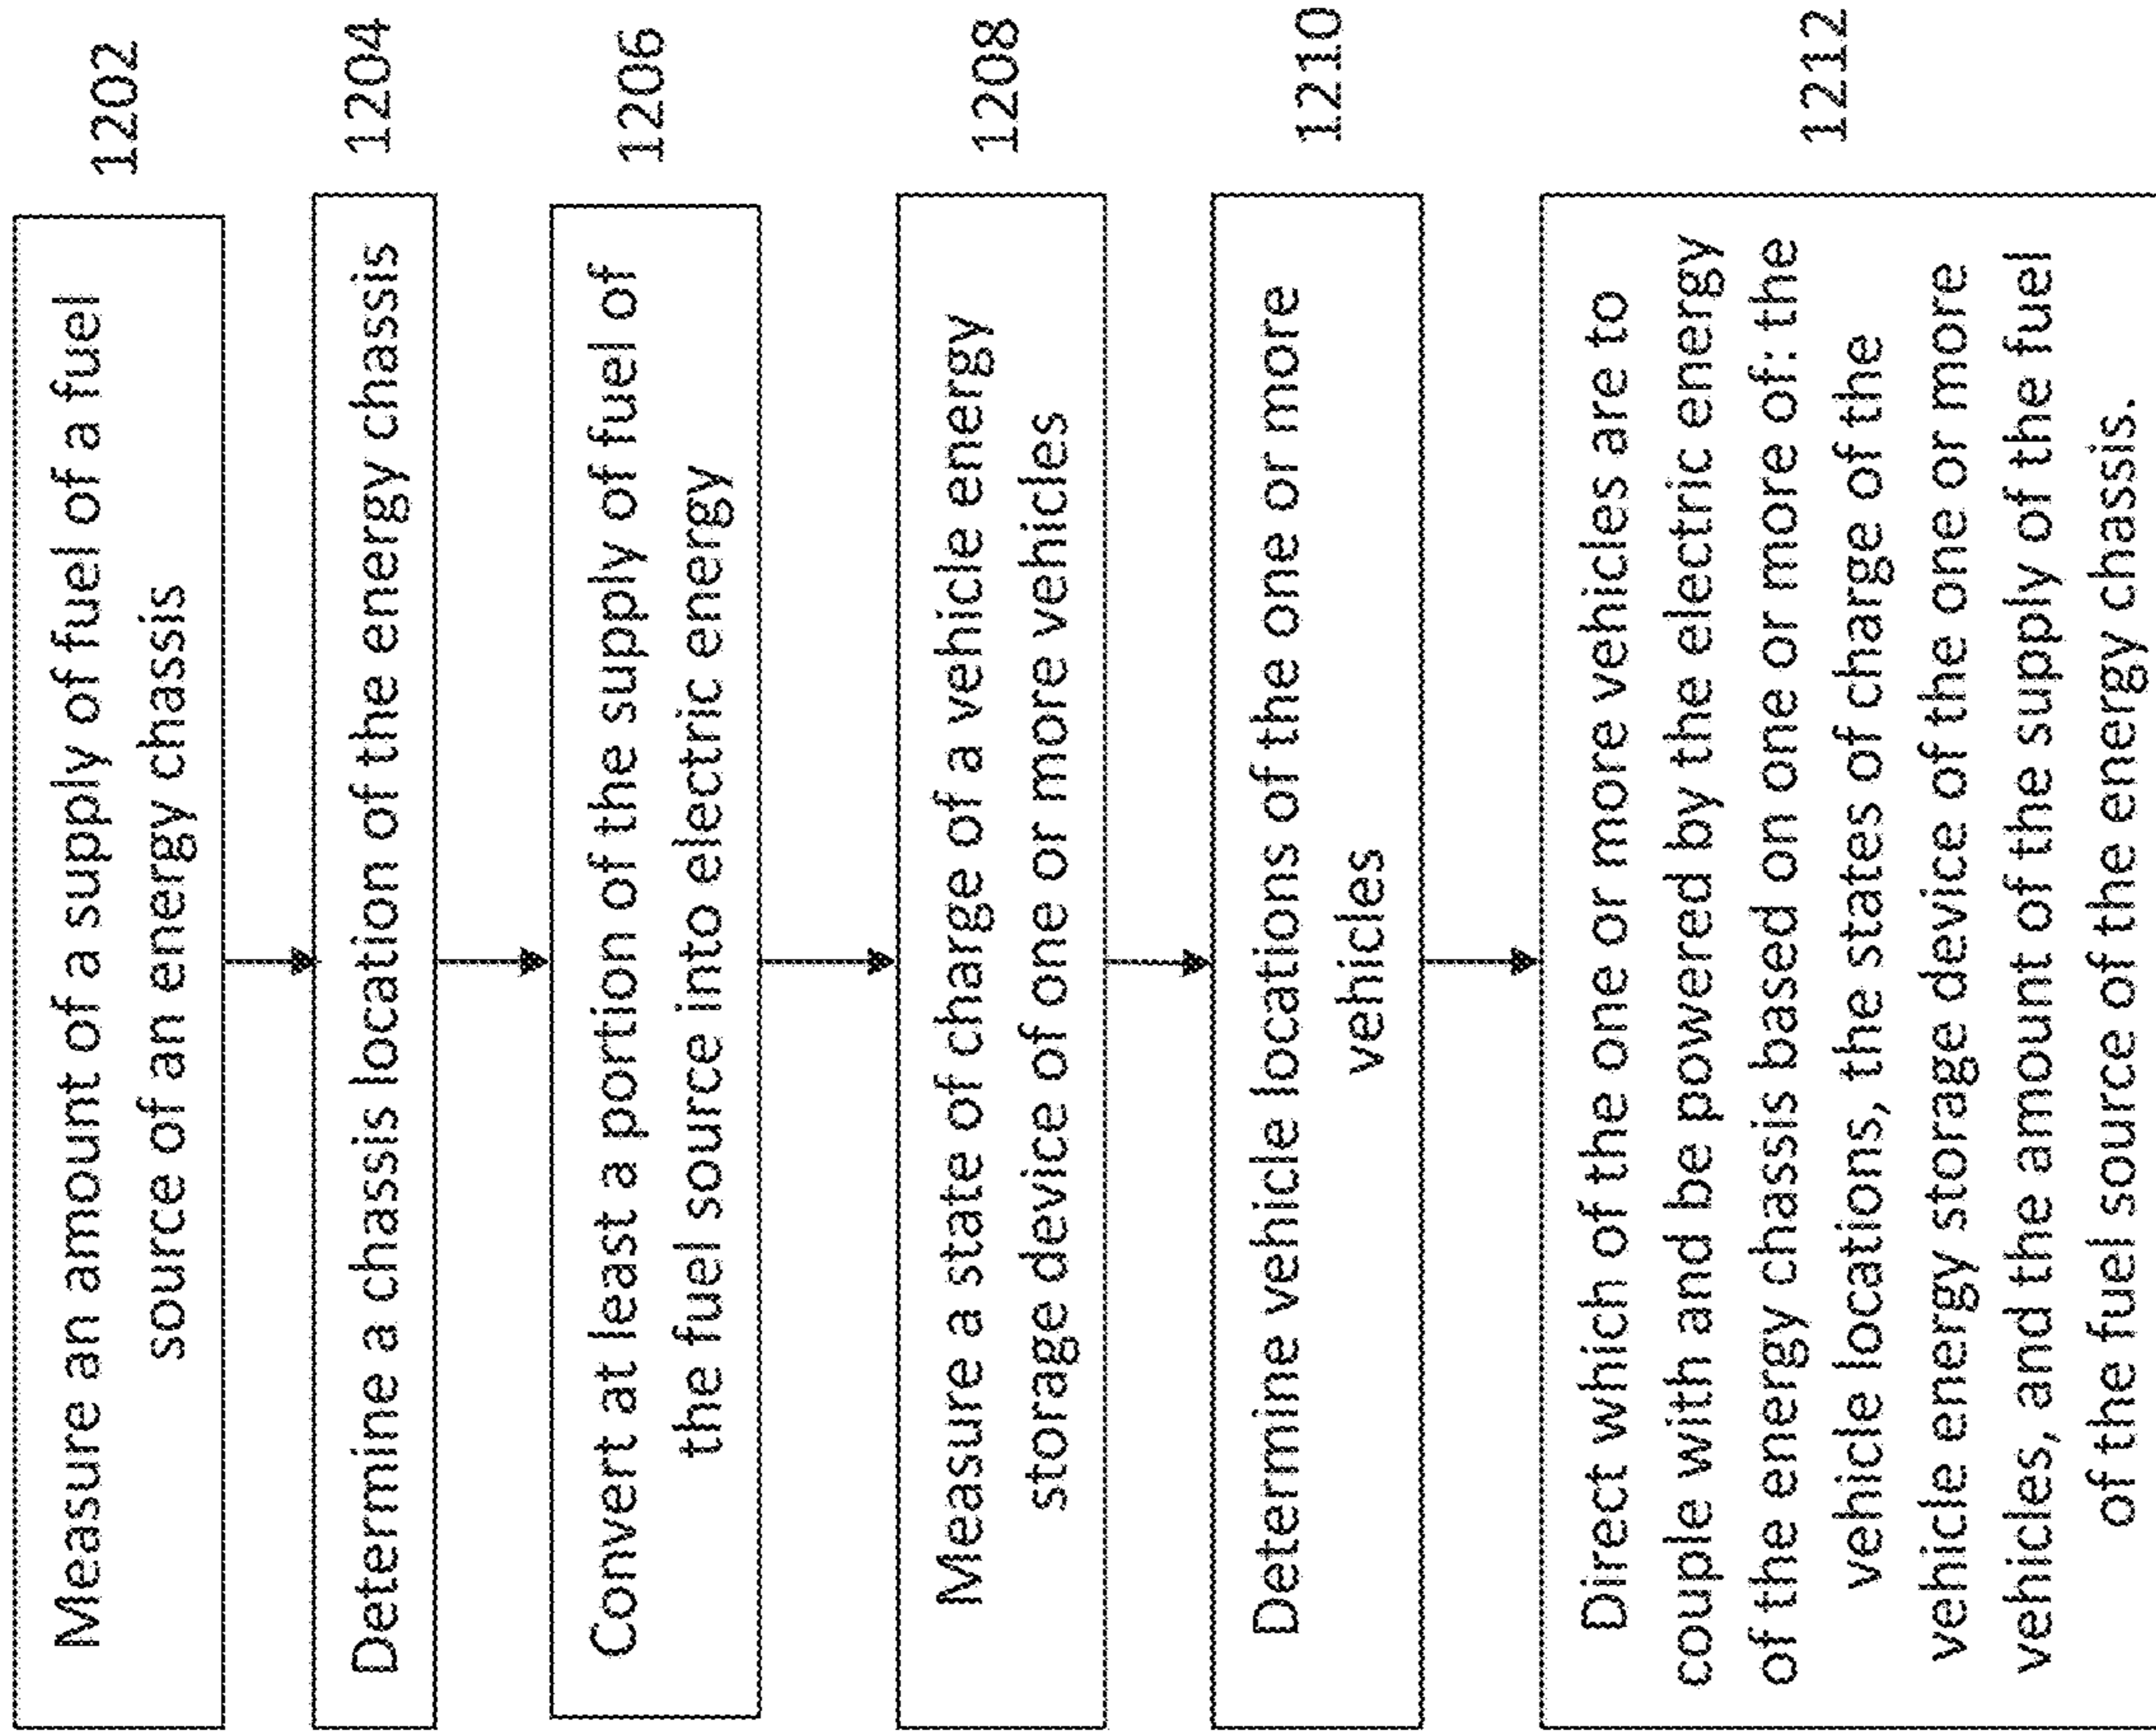 Measure an amount of a supply of fuel of a fuel
source of an energy chassis
1202
Determine a chassis location of the energy chassis
1204
Convert at least a portion of the supply of fuel of
the fuel source into electric energy
1206
Measure a state of charge of a vehicle energy
storage device of one or more vehicles
1208
Determine vehicle locations of the one or more
vehicles
1210
Direct which of the one or more vehicles are to
couple with and be powered by the electric energy
of the energy chassis based on one or more of: the
vehicle locations, the states of charge of the
vehicle energy storage device of the one or more
vehicles, and the amount of the supply of the fuel
of the fuel source of the energy chassis.
1212